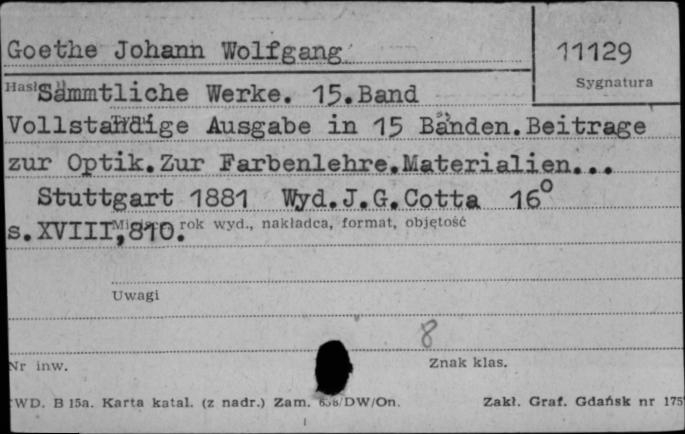 Goethe Johann Wolfgang
11129
Sygnatura
Hasło
Sämmtliche Werke. 15.Band
Vollständige Ausgabe in 15 Bänden.Beitrage
zur Optik.Zur Farbenlehre.Materialien...
Stuttgart 1881 Wyd.J.G.Cotta 16°
s.XVIII,810.
rok wyd., nakładca, format, objętość
Uwagi
8
Nr inw.
Znak klas.
WD. B 15a. Karta katal. (z nadr.) Zam. /DW/On.
Zakł. Graf. Gdańsk nr 175